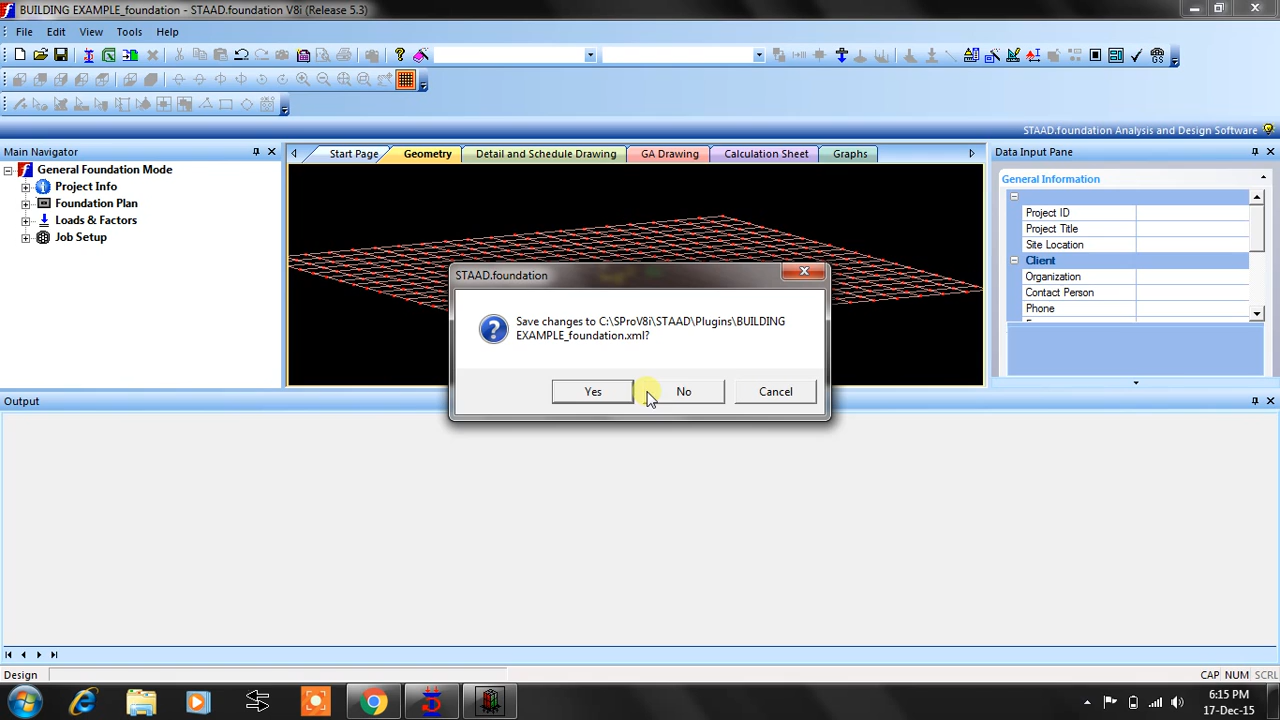 BUILDING EXAMPLE_foundation - STAAD.foundation V8i (Release 5.3)
File Edit View Tools Help
STAAD.foundation Analysis and Design Software
Main Navigator
General Foundation Mode
Project Info
Foundation Plan
Loads & Factors
Job Setup
Start Page Geometry Detail and Schedule Drawing GA Drawing Calculation Sheet Graphs
Data Input Pane
General Information
Project ID
Project Title
Site Location
Client
Organization
Contact Person
Phone
STAAD.foundation
Save changes to C:\SProV8i\STAAD\Plugins\BUILDING
EXAMPLE_foundation.xml?
Yes No Cancel
Output
Design
CAP NUM SCRL
6:15 PM
17-Dec-15